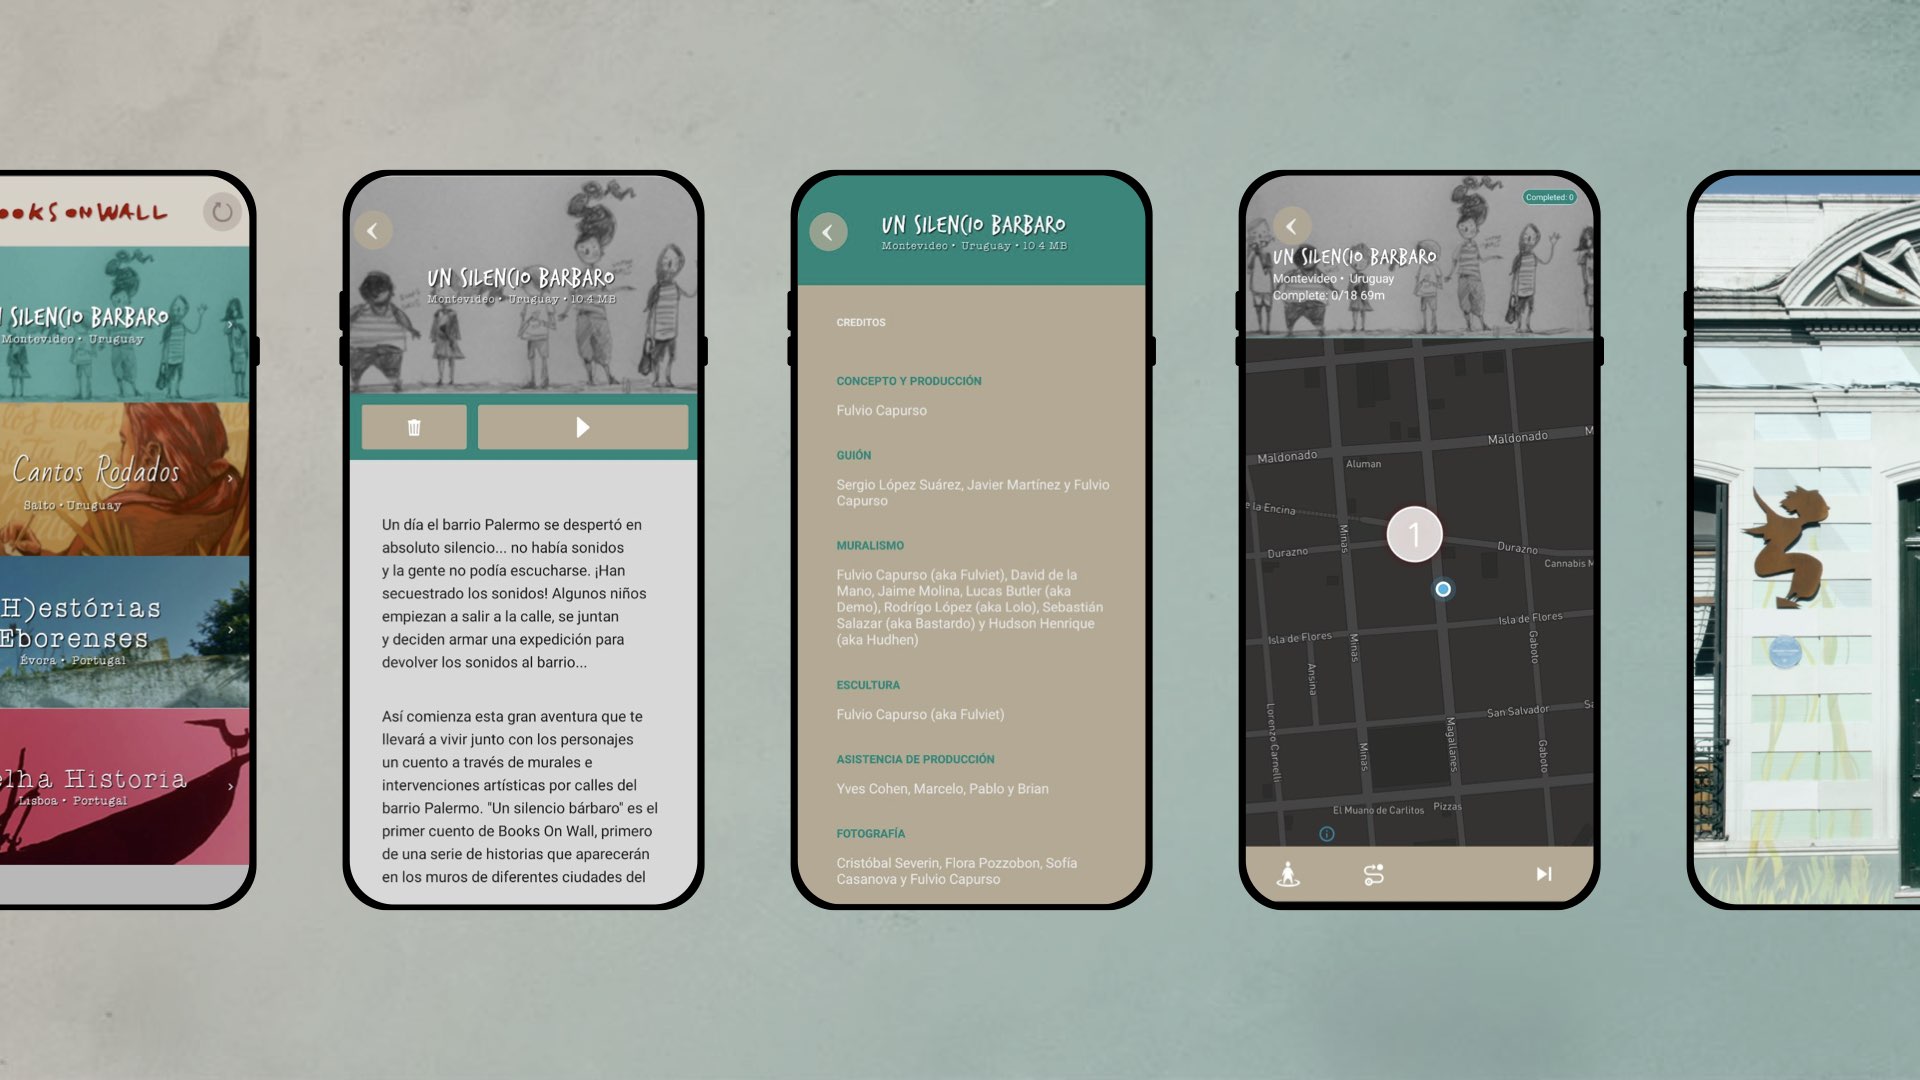 OOKS ON WALL
N SILENCIO BARBARO
Montevideo • Uruguay
Cantos Rodados
Salto • Uruguay
H)estórias
Eborenses
Évora • Portugal
elha Historia
Lisboa • Portugal
UN SILENCIO BARBARO
Montevideo • Uruguay • 10.4 MB
Un día el barrio Palermo se despertó en
absoluto silencio... no había sonidos
y la gente no podía escucharse. ¡Han
secuestrado los sonidos! Algunos niños
empiezan a salir a la calle, se juntan
y deciden armar una expedición para
devolver los sonidos al barrio...
Así comienza esta gran aventura que te
llevará a vivir junto con los personajes
un cuento a través de murales e
intervenciones artísticas por calles del
barrio Palermo. "Un silencio bárbaro" es el
primer cuento de Books On Wall, primero
de una serie de historias que aparecerán
en los muros de diferentes ciudades del
UN SILENCIO BARBARO
Montevideo • Uruguay • 10.4 MB
CREDITOS
CONCEPTO Y PRODUCCIÓN
Fulvio Capurso
GUIÓN
Sergio López Suárez, Javier Martínez y Fulvio
Capurso
MURALISMO
Fulvio Capurso (aka Fulviet), David de la
Mano, Jaime Molina, Lucas Butler (aka
Demo), Rodrigo López (aka Lolo), Sebastián
Salazar (aka Bastardo) y Hudson Henrique
(aka Hudhen)
ESCULTURA
Fulvio Capurso (aka Fulviet)
ASISTENCIA DE PRODUCCIÓN
Yves Cohen, Marcelo, Pablo y Brian
FOTOGRAFÍA
Cristóbal Severin, Flora Pozzobon, Sofía
Casanova y Fulvio Capurso
Completed: 0
UN SILENCIO BARBARO
Montevideo • Uruguay
Complete: 0/18 69m
Maldonado
M
Maldonado
Aluman
e la Encina
1
Minas
Durazno
Durazno
Cannabis M
Isla de Flores
Isla de Flores
Minas
Gaboto
Ansina
San Salvador
Lorenzo Carnelli
Minas
Magallanes
Gaboto
El Muano de Carlitos
Pizzas